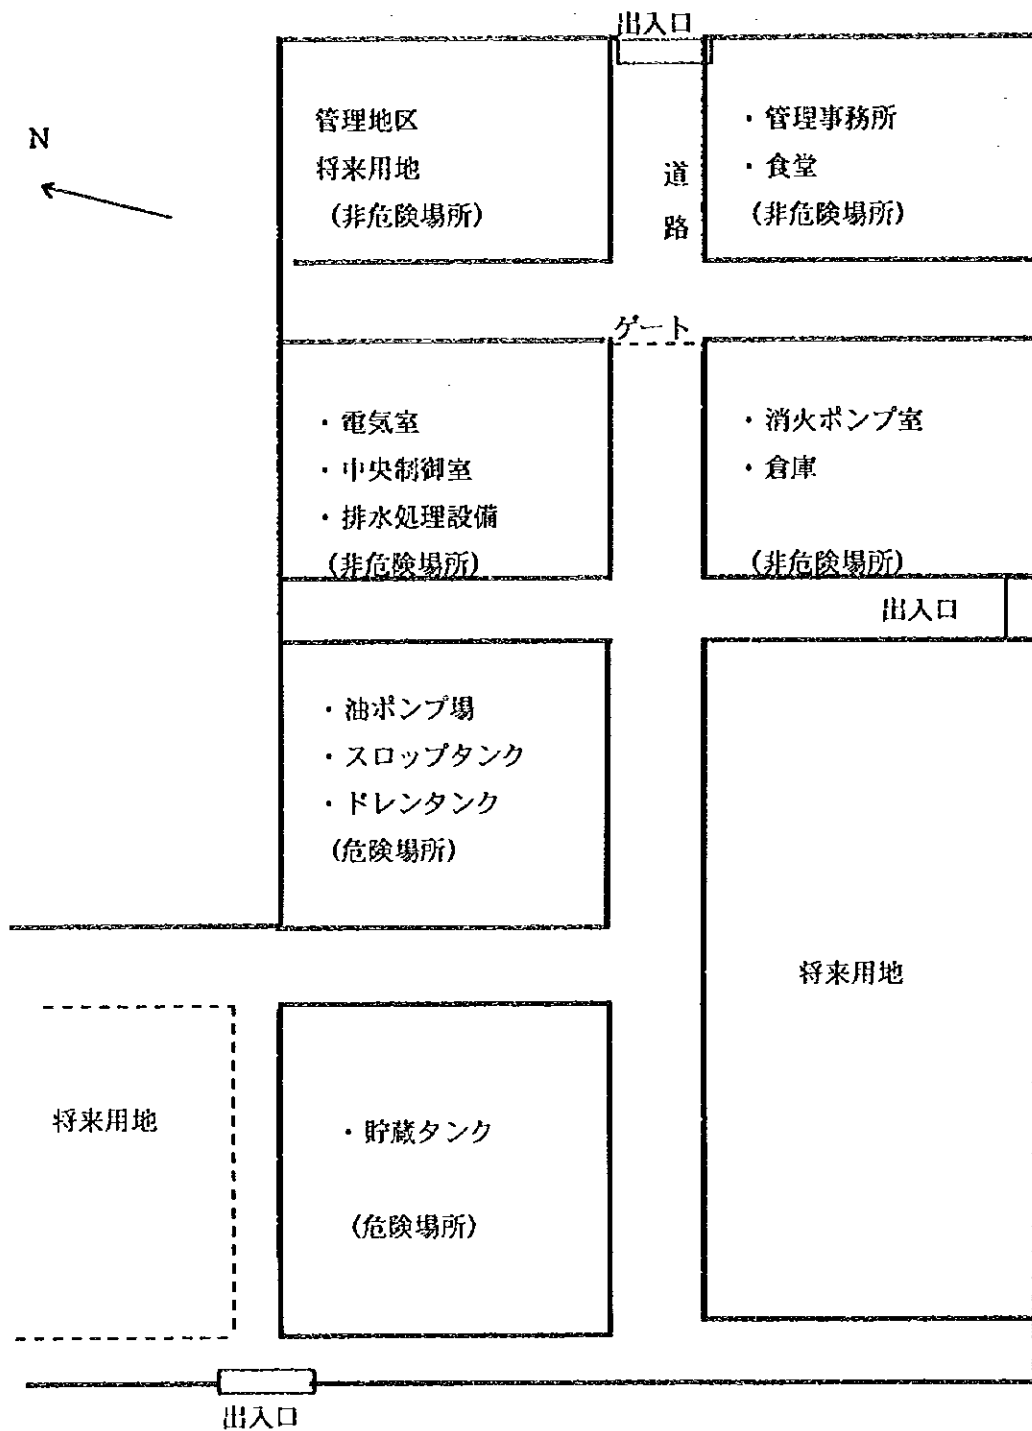 出入口
管理地区
将来用地
(非危険場所)
N
道路
・管理事務所
・食堂
(非危険場所)
ゲート
・電気室
・中央制御室
・排水処理設備
(非危険場所)
・消火ポンプ室
・倉庫
(非危険場所)
出入口
・油ポンプ場
・スロップタンク
・ドレンタンク
(危険場所)
将来用地
将来用地
・貯蔵タンク
(危険場所)
出入口